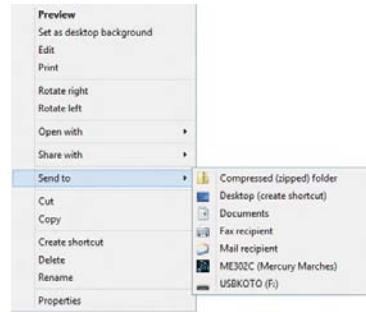 Preview
Set as desktop background
Edit
Print
Rotate right
Rotate left
Open with
Share with
Send to
Cut
Copy
Create shortcut
Delete
Rename
Properties
Compressed (zipped) folder
Desktop (create shortcut)
Documents
Fax recipient
Mail recipient
ME302C (Mercury Marches)
USBKOTO (F:)